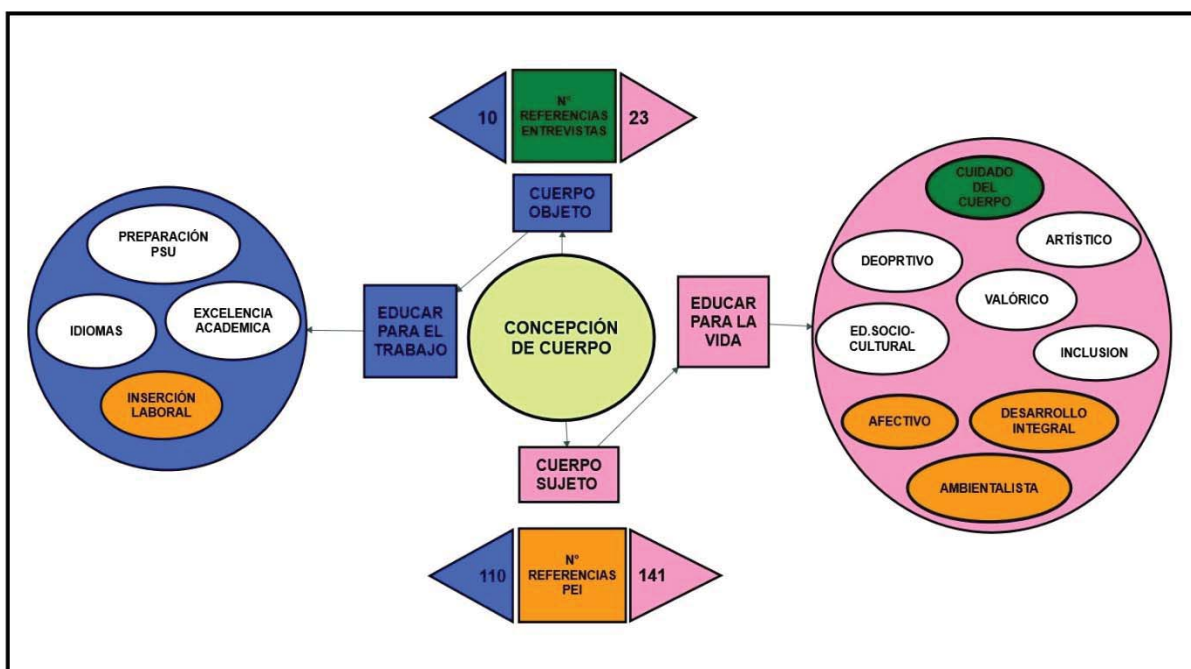 10
N°
REFERENCIAS
ENTREVISTAS
23
CUERPO
OBJETO
PREPARACIÓN
PSU
IDIOMAS
EXCELENCIA
ACADEMICA
INSERCIÓN
LABORAL
EDUCAR
PARA EL
TRABAJO
CONCEPCIÓN
DE CUERPO
EDUCAR
PARA LA
VIDA
CUIDADO
DEL
CUERPO
ARTÍSTICO
DEOPRTIVO
VALÓRICO
ED.SOCIO-
CULTURAL
INCLUSION
AFECTIVO
DESARROLLO
INTEGRAL
AMBIENTALISTA
CUERPO
SUJETO
110
N°
REFERENCIAS
PEI
141